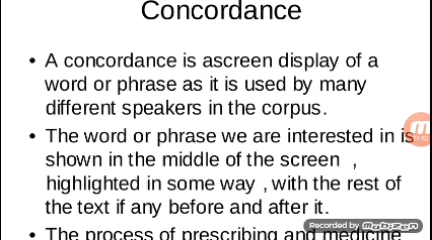 Concordance
• A concordance is ascreen display of a
word or phrase as it is used by many
different speakers in the corpus.
• The word or phrase we are interested in is
shown in the middle of the screen , 
highlighted in some way , with the rest of
the text if any before and after it.
Recorded by Mobizen
• The process of prescribing and medicine